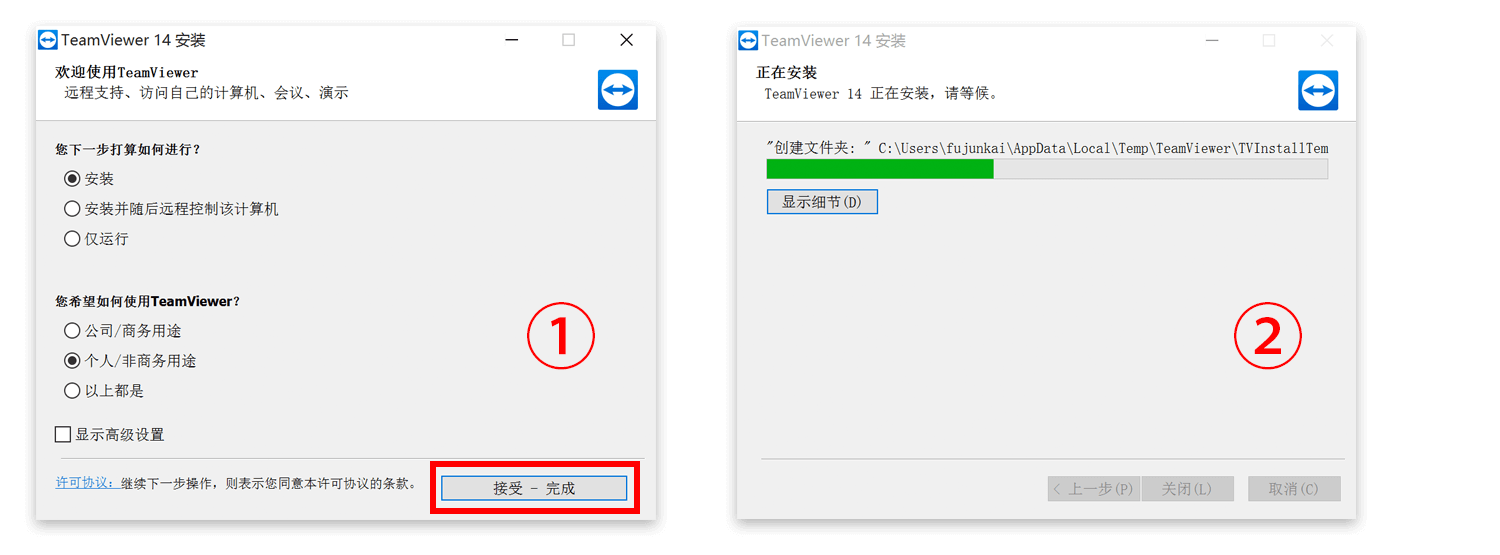 TeamViewer 14 安装
欢迎使用TeamViewer
远程支持、访问自己的计算机、会议、演示
您下一步打算如何进行？
安装
安装并随后远程控制该计算机
仅运行
您希望如何使用TeamViewer？
公司/商务用途
个人/非商务用途
以上都是
显示高级设置
许可协议：继续下一步操作，则表示您同意本许可协议的条款。
接受 - 完成
1
TeamViewer 14 安装
正在安装
TeamViewer 14 正在安装，请等候。
"创建文件夹: " C:\Users\fujunkai\AppData\Local\Temp\TeamViewer\TVInstallTem
显示细节(D)
2
< 上一步(P) 关闭(L) 取消(C)